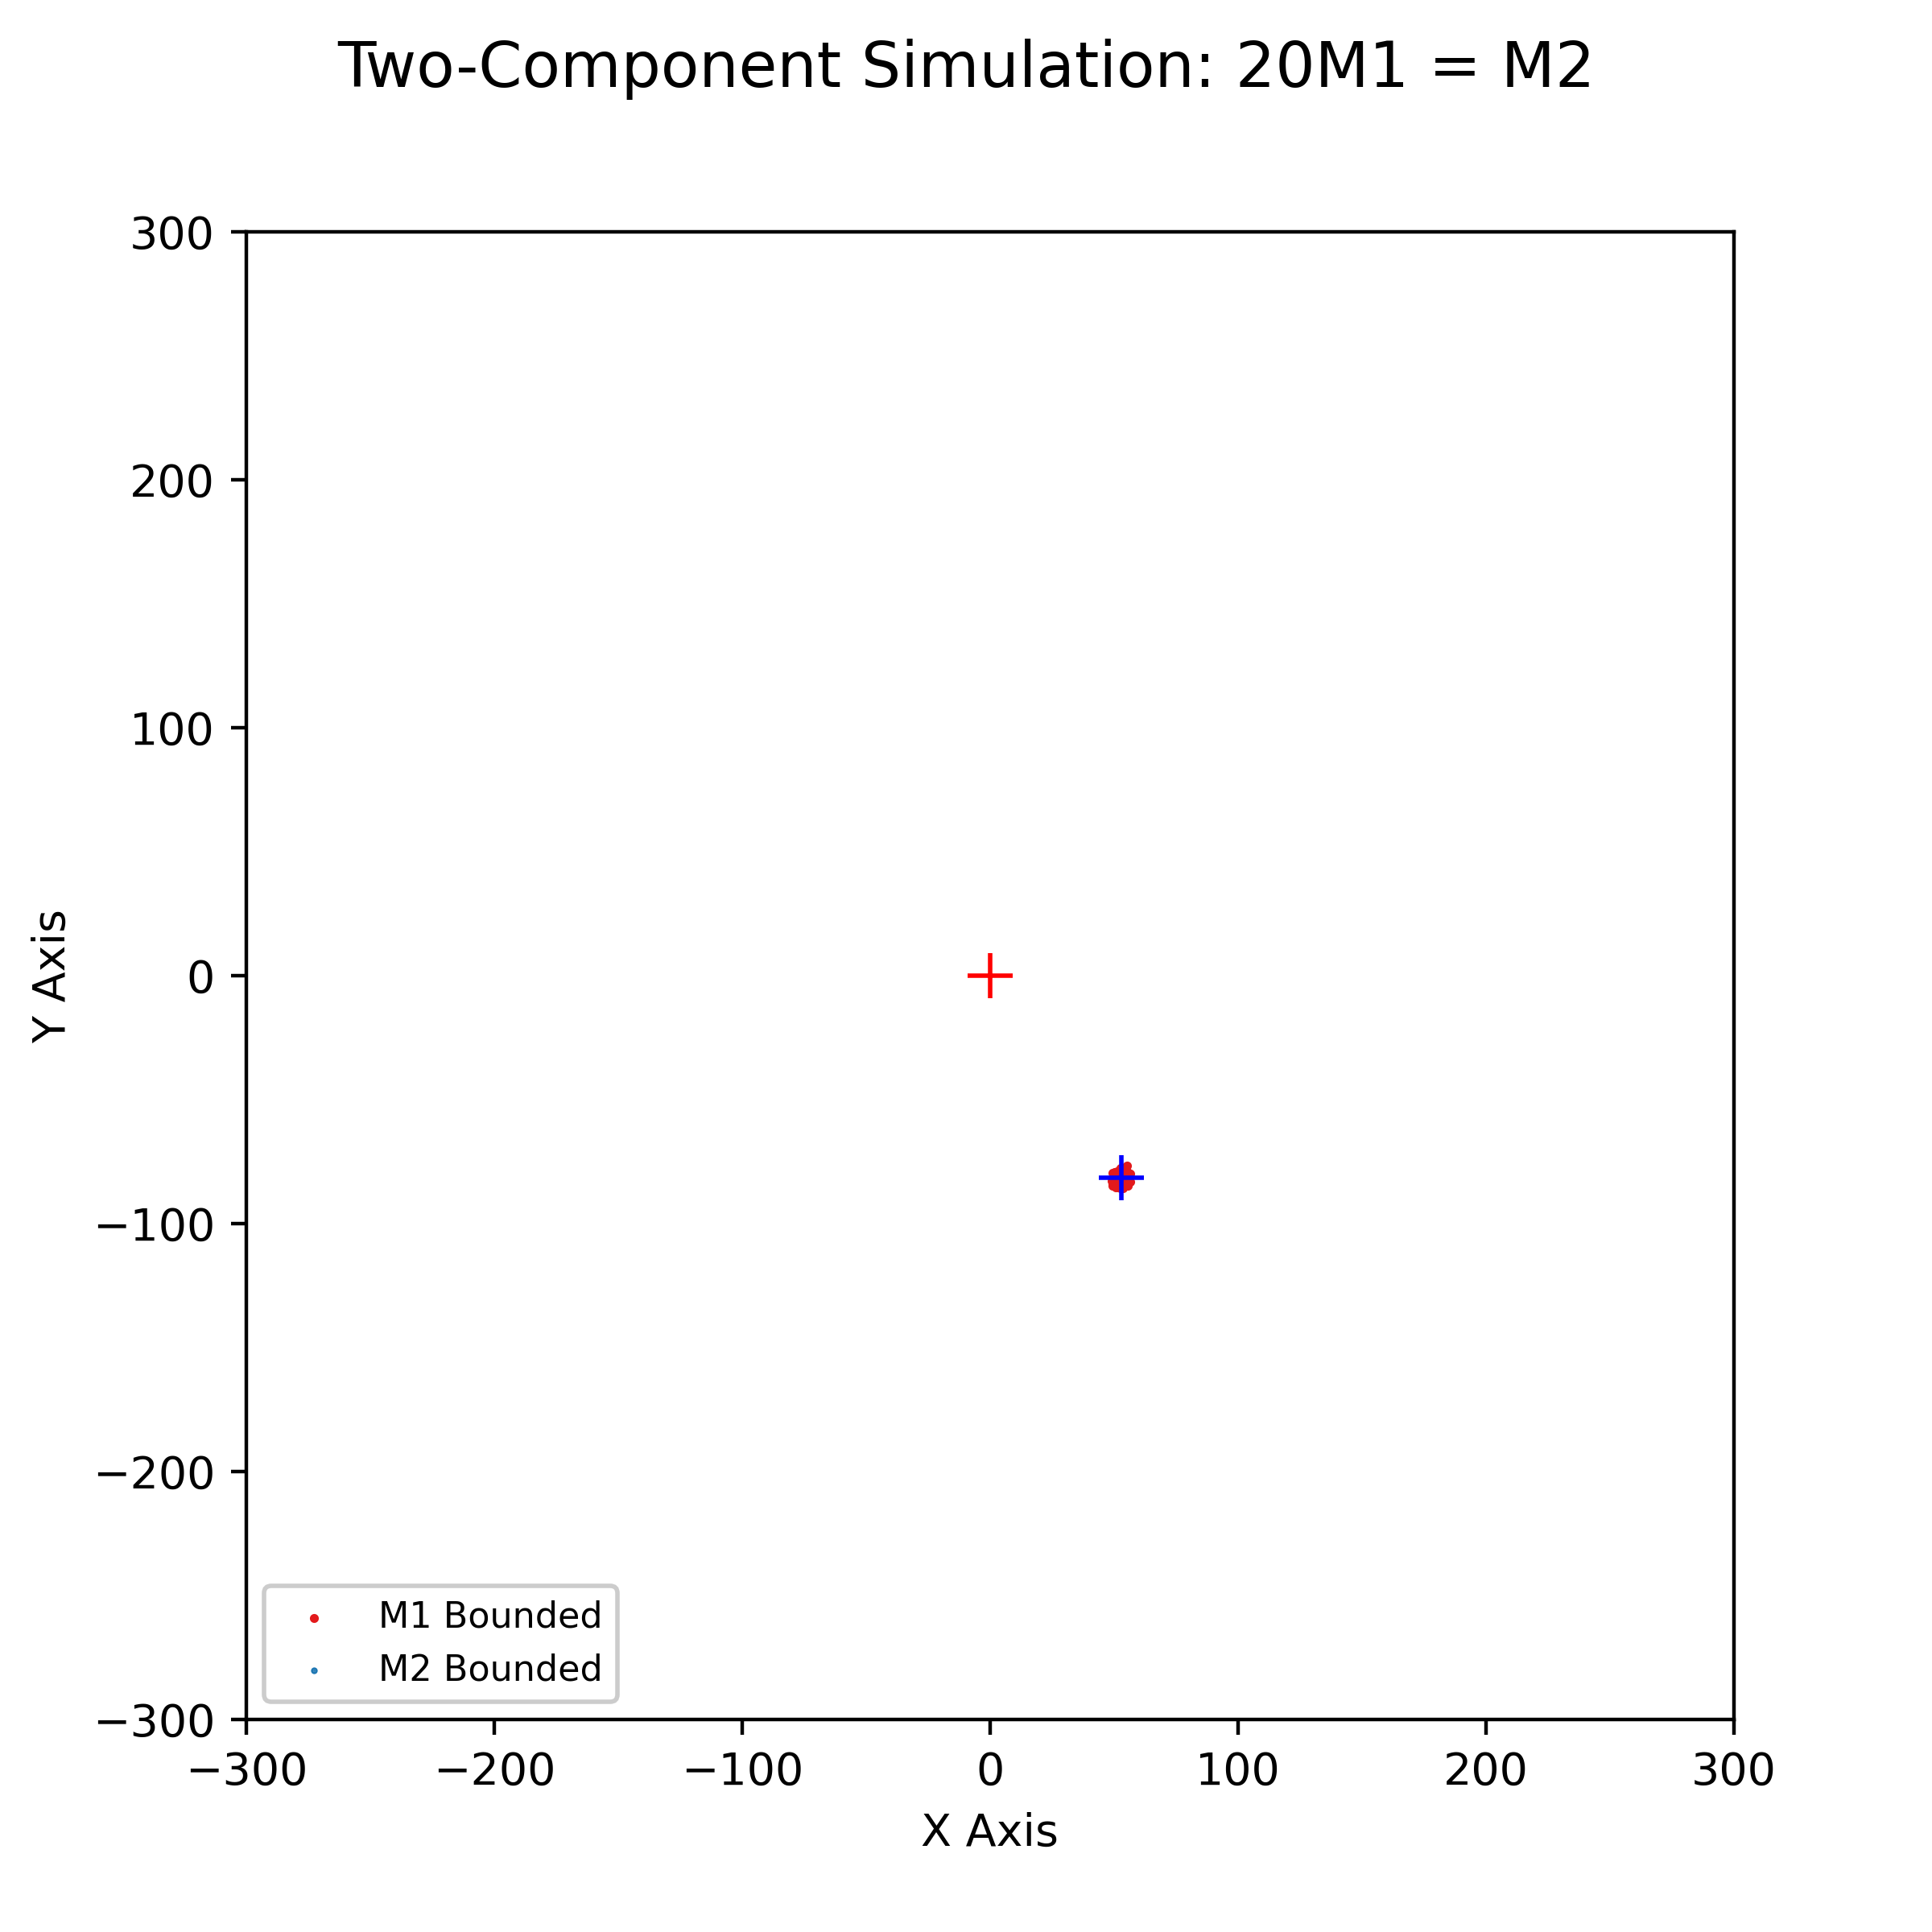 Two-Component Simulation: 20M1 = M2
300
200
100
0
−100
−200
−300
Y Axis
M1 Bounded
M2 Bounded
−300 −200 −100 0 100 200 300
X Axis